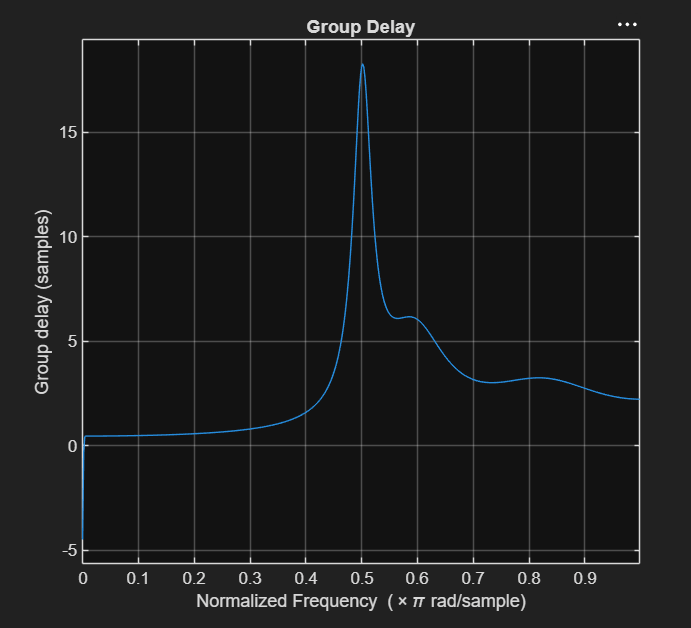 Group Delay
15
10
5
0
-5
Group delay (samples)
0 0.1 0.2 0.3 0.4 0.5 0.6 0.7 0.8 0.9
Normalized Frequency (× π rad/sample)